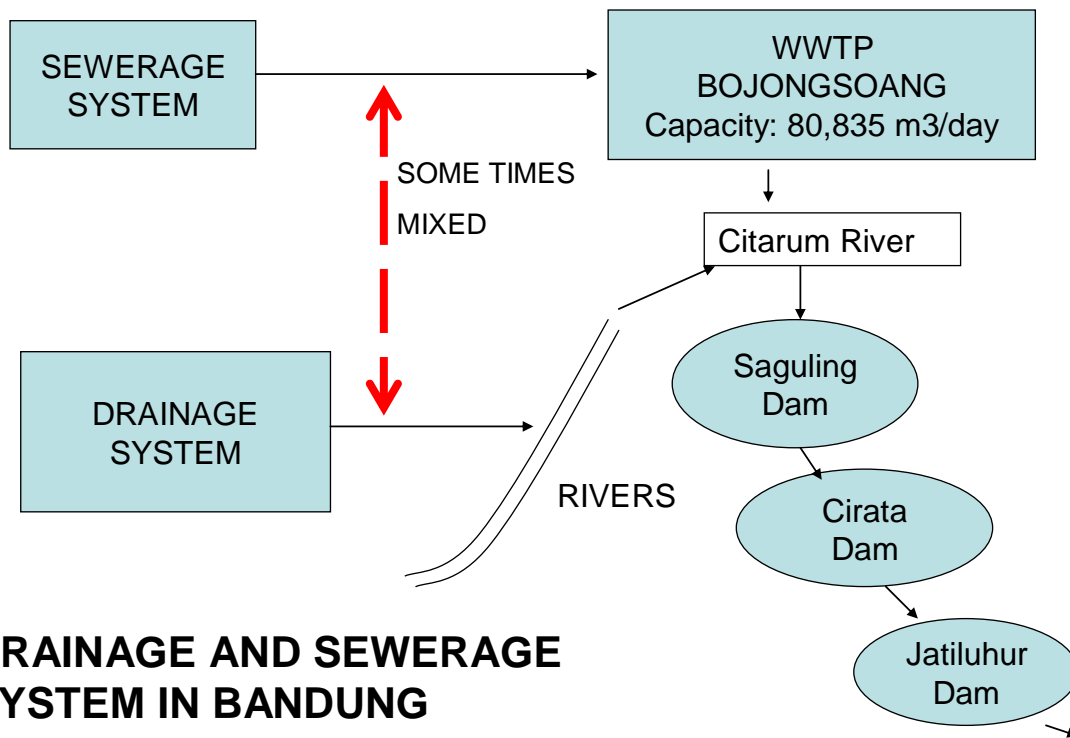 SEWERAGE
SYSTEM
WWTP
BOJONGSOANG
Capacity: 80,835 m3/day
SOME TIMES
MIXED
Citarum River
Saguling
Dam
DRAINAGE
SYSTEM
RIVERS
Cirata
Dam
Jatiluhur
Dam
RAINAGE AND SEWERAGE
YSTEM IN BANDUNG